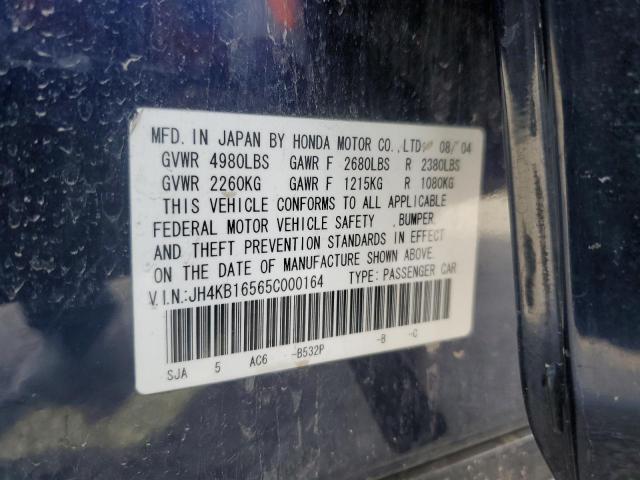 MFD. IN JAPAN BY HONDA MOTOR CO.,LTD 08/04
GVWR 4980LBS GAWR F 2680LBS R 2380LBS
GVWR 2260KG GAWR F 1215KG R 1080KG
THIS VEHICLE CONFORMS TO ALL APPLICABLE
FEDERAL MOTOR VEHICLE SAFETY ,BUMPER
AND THEFT PREVENTION STANDARDS IN EFFECT
ON THE DATE OF MANUFACTURE SHOWN ABOVE.
V.I.N.:JH4KB16565C000164 TYPE: PASSENGER CAR
SJA 5 AC6 -B532P -B -C